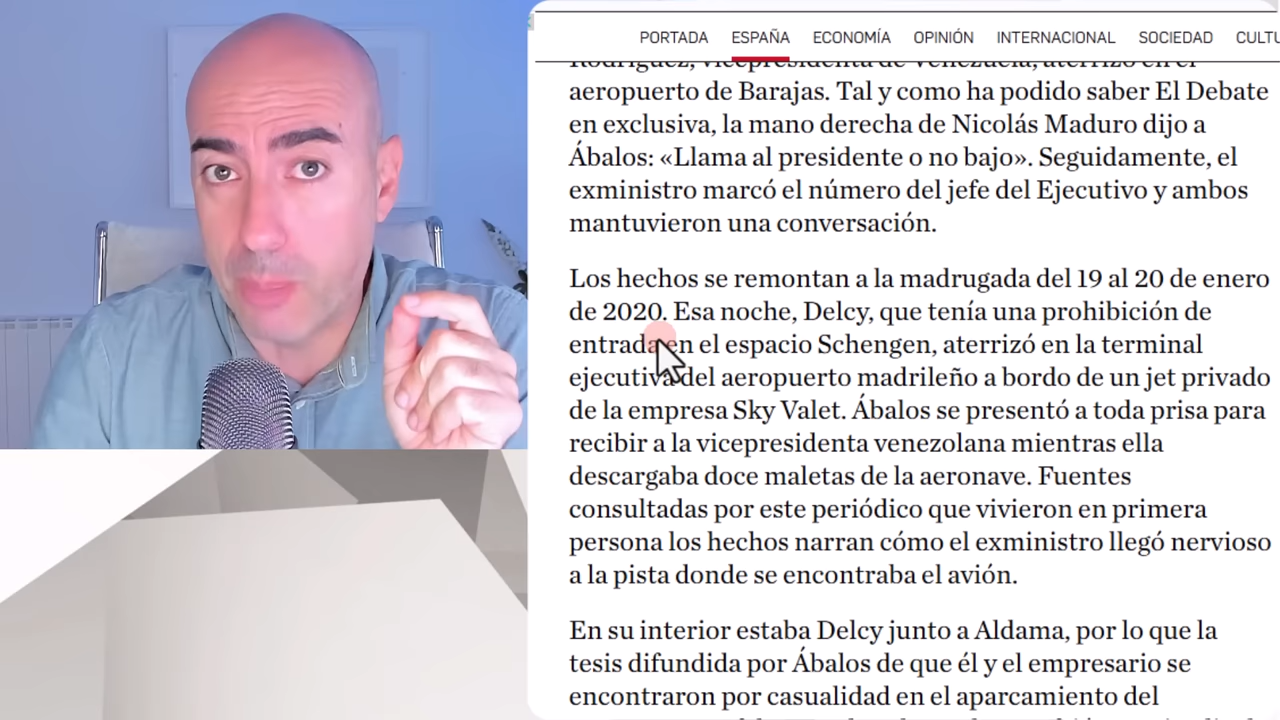 PORTADA ESPAÑA ECONOMÍA OPINIÓN INTERNACIONAL SOCIEDAD CULTU
Rodríguez, vicepresidenta de Venezuela, aterrizó en el
aeropuerto de Barajas. Tal y como ha podido saber El Debate
en exclusiva, la mano derecha de Nicolás Maduro dijo a
Ábalos: «Llama al presidente o no bajo». Seguidamente, el
exministro marcó el número del jefe del Ejecutivo y ambos
mantuvieron una conversación.
Los hechos se remontan a la madrugada del 19 al 20 de enero
de 2020. Esa noche, Delcy, que tenía una prohibición de
entrada en el espacio Schengen, aterrizó en la terminal
ejecutiva del aeropuerto madrileño a bordo de un jet privado
de la empresa Sky Valet. Ábalos se presentó a toda prisa para
recibir a la vicepresidenta venezolana mientras ella
descargaba doce maletas de la aeronave. Fuentes
consultadas por este periódico que vivieron en primera
persona los hechos narran cómo el exministro llegó nervioso
a la pista donde se encontraba el avión.
En su interior estaba Delcy junto a Aldama, por lo que la
tesis difundida por Ábalos de que él y el empresario se
encontraron por casualidad en el aparcamiento del